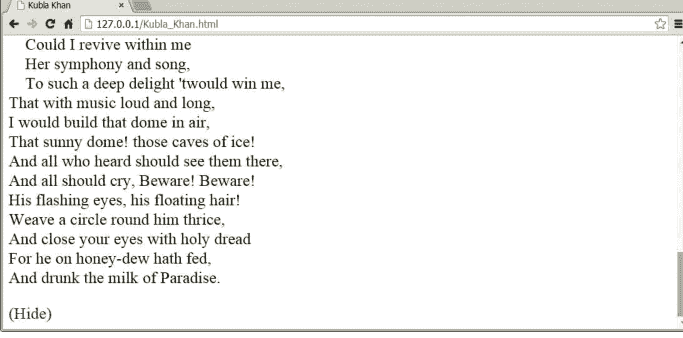 Kubla Khan
127.0.0.1/Kubla_Khan.html
Could I revive within me
Her symphony and song,
To such a deep delight 'twould win me,
That with music loud and long,
I would build that dome in air,
That sunny dome! those caves of ice!
And all who heard should see them there,
And all should cry, Beware! Beware!
His flashing eyes, his floating hair!
Weave a circle round him thrice,
And close your eyes with holy dread
For he on honey-dew hath fed,
And drunk the milk of Paradise.
(Hide)